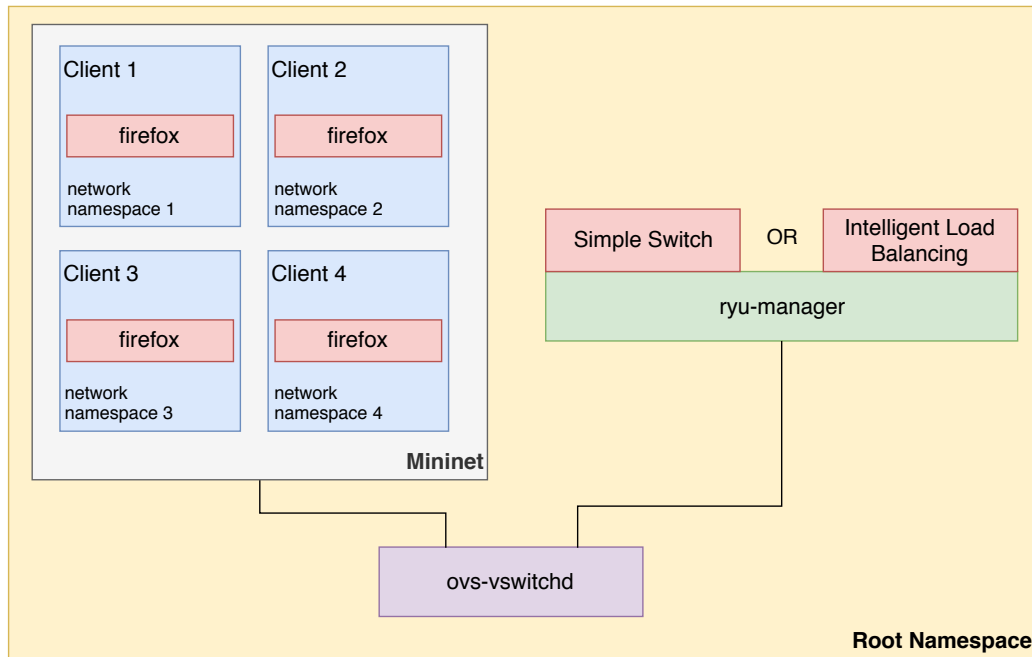 Client 1
firefox
network
namespace 1
Client 2
firefox
network
namespace 2
Client 3
firefox
network
namespace 3
Client 4
firefox
network
namespace 4
Mininet
Simple Switch
OR
Intelligent Load
Balancing
ryu-manager
ovs-vswitchd
Root Namespace